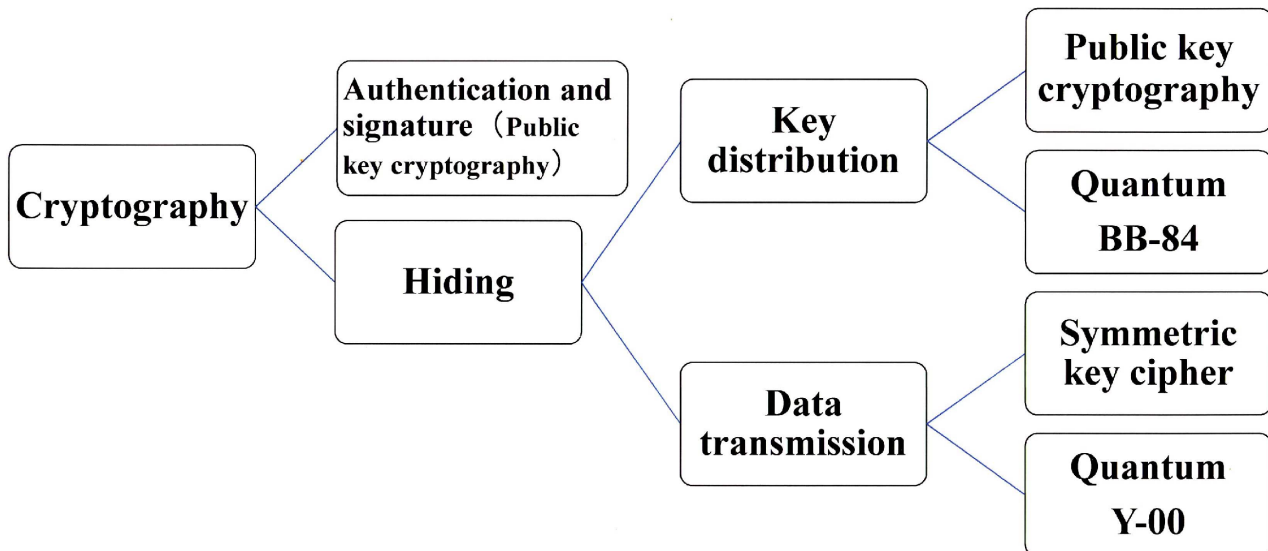 Cryptography
Authentication and
signature（Public
key cryptography）
Hiding
Key
distribution
Data
transmission
Public key
cryptography
Quantum
BB-84
Symmetric
key cipher
Quantum
Y-00